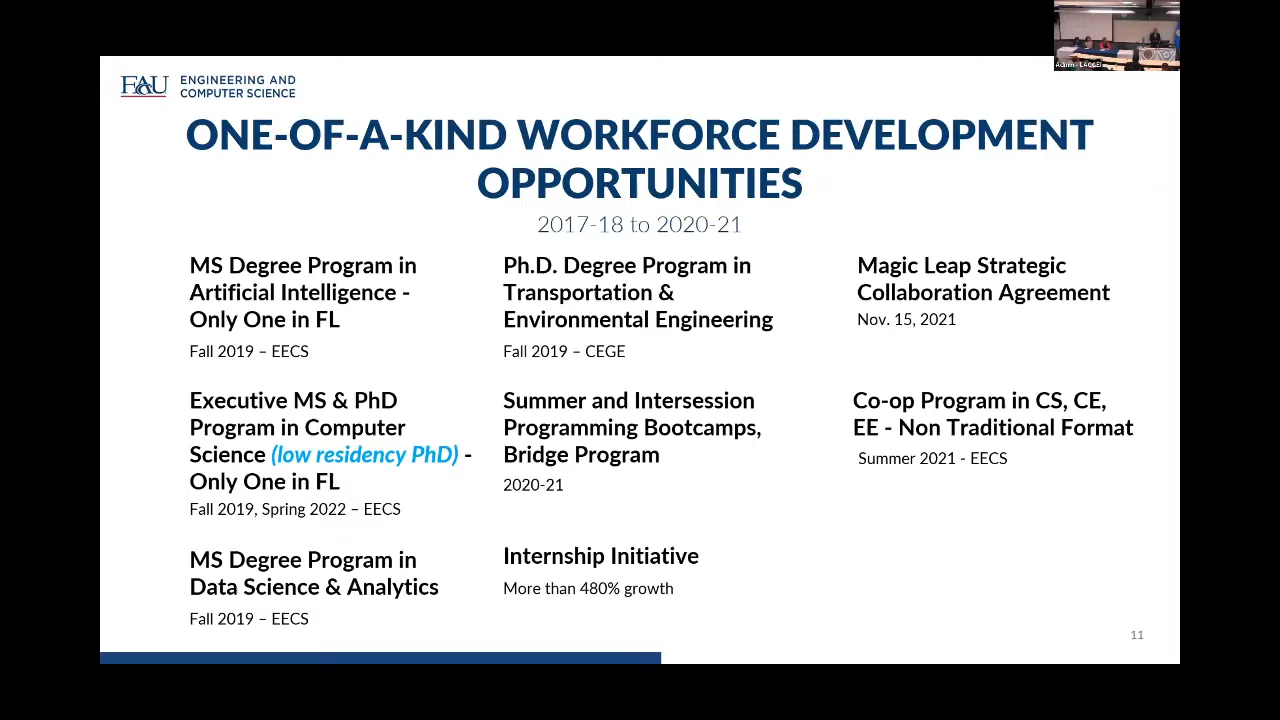 FAU ENGINEERING AND
COMPUTER SCIENCE
ONE-OF-A-KIND WORKFORCE DEVELOPMENT
OPPORTUNITIES
2017-18 to 2020-21
MS Degree Program in
Artificial Intelligence -
Only One in FL
Fall 2019 – EECS
Executive MS & PhD
Program in Computer
Science (low residency PhD) -
Only One in FL
Fall 2019, Spring 2022 – EECS
MS Degree Program in
Data Science & Analytics
Fall 2019 – EECS
Ph.D. Degree Program in
Transportation &
Environmental Engineering
Fall 2019 – CEGE
Summer and Intersession
Programming Bootcamps,
Bridge Program
2020-21
Internship Initiative
More than 480% growth
Magic Leap Strategic
Collaboration Agreement
Nov. 15, 2021
Co-op Program in CS, CE,
EE - Non Traditional Format
Summer 2021 - EECS
11
Admin - LACCEI